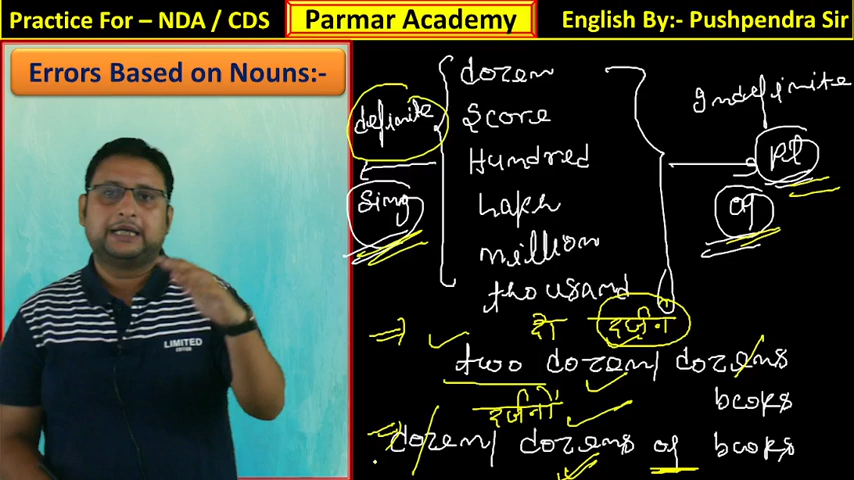 Practice For – NDA / CDS
Parmar Academy
English By:- Pushpendra Sir
Errors Based on Nouns:-
definite
sing
dozen
Score
Hundred
Lakh
million
thousand
Indefinite
Pl
of
दो दर्जन
⇒ ✓ two dozen/ dozens
books
दर्जनों ✓
⇒ dozen/ dozens of books
LIMITED
EDITION